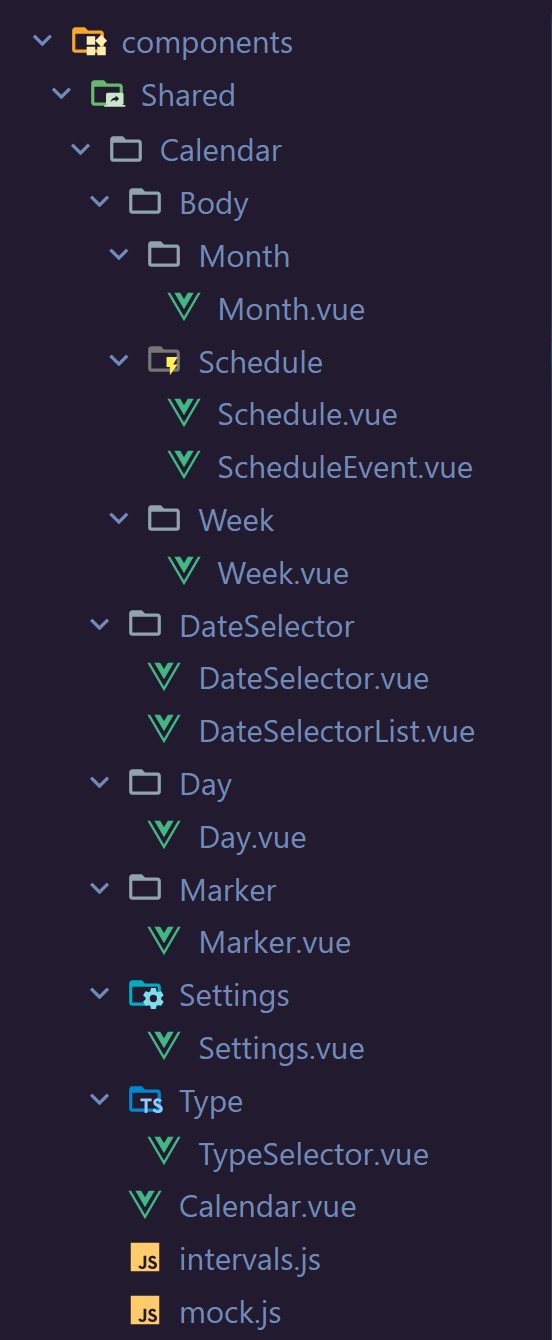 components
Shared
Calendar
Body
Month
Month.vue
Schedule
Schedule.vue
ScheduleEvent.vue
Week
Week.vue
DateSelector
DateSelector.vue
DateSelectorList.vue
Day
Day.vue
Marker
Marker.vue
Settings
Settings.vue
TS Type
TypeSelector.vue
Calendar.vue
JS intervals.js
JS mock.js